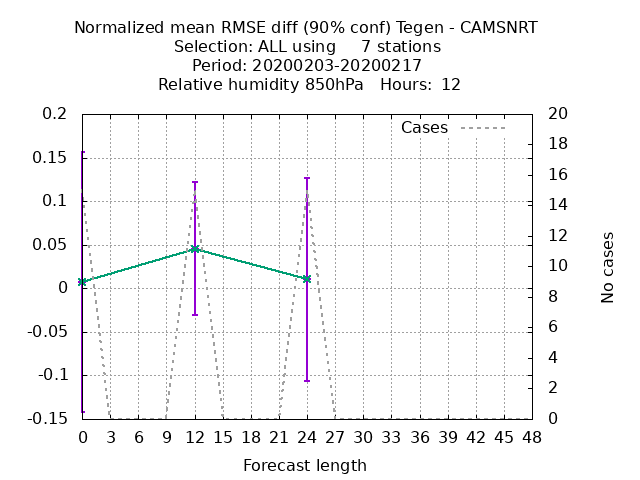 Normalized mean RMSE diff (90% conf) Tegen - CAMSNRT
Selection: ALL using 7 stations
Period: 20200203-20200217
Relative humidity 850hPa Hours: 12
Cases
0.2
0.15
0.1
0.05
0
-0.05
-0.1
-0.15
20
18
16
14
12
10
8
6
4
2
0
No cases
0 3 6 9 12 15 18 21 24 27 30 33 36 39 42 45 48
Forecast length